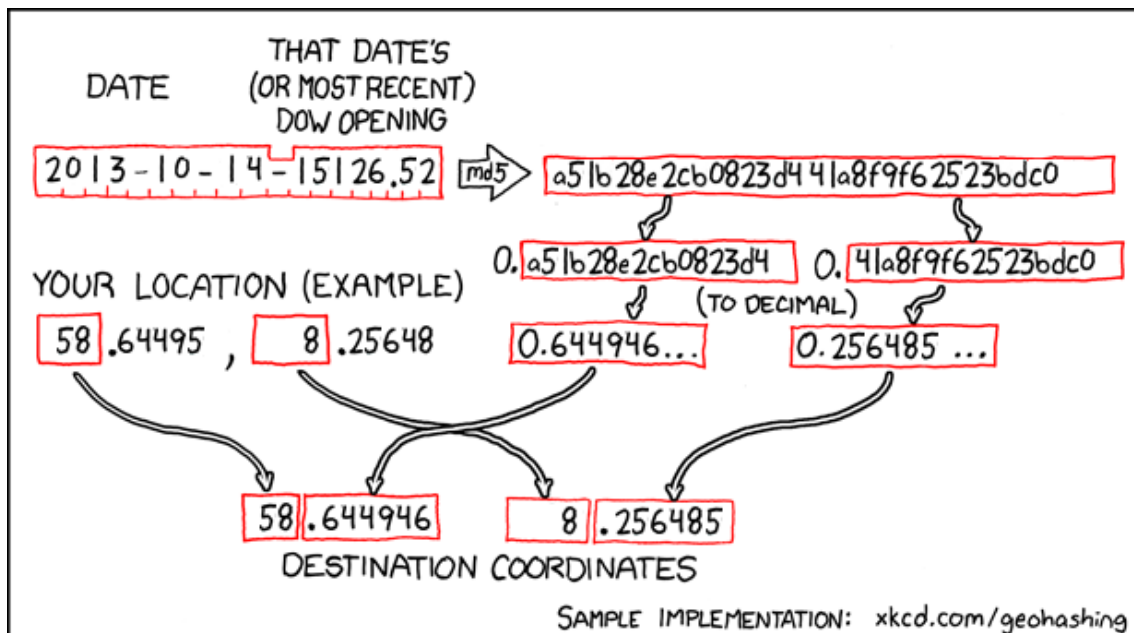 DATE
THAT DATE'S
(OR MOST RECENT)
DOW OPENING
2013-10-14-15126.52
md5
a51b28e2cb0823d441a8f9f62523bdc0
0.a51b28e2cb0823d4
0.41a8f9f62523bdc0
(TO DECIMAL)
YOUR LOCATION (EXAMPLE)
58.64495, 8.25648
0.644946...
0.256485...
58.644946
8.256485
DESTINATION COORDINATES
SAMPLE IMPLEMENTATION: xkcd.com/geohashing